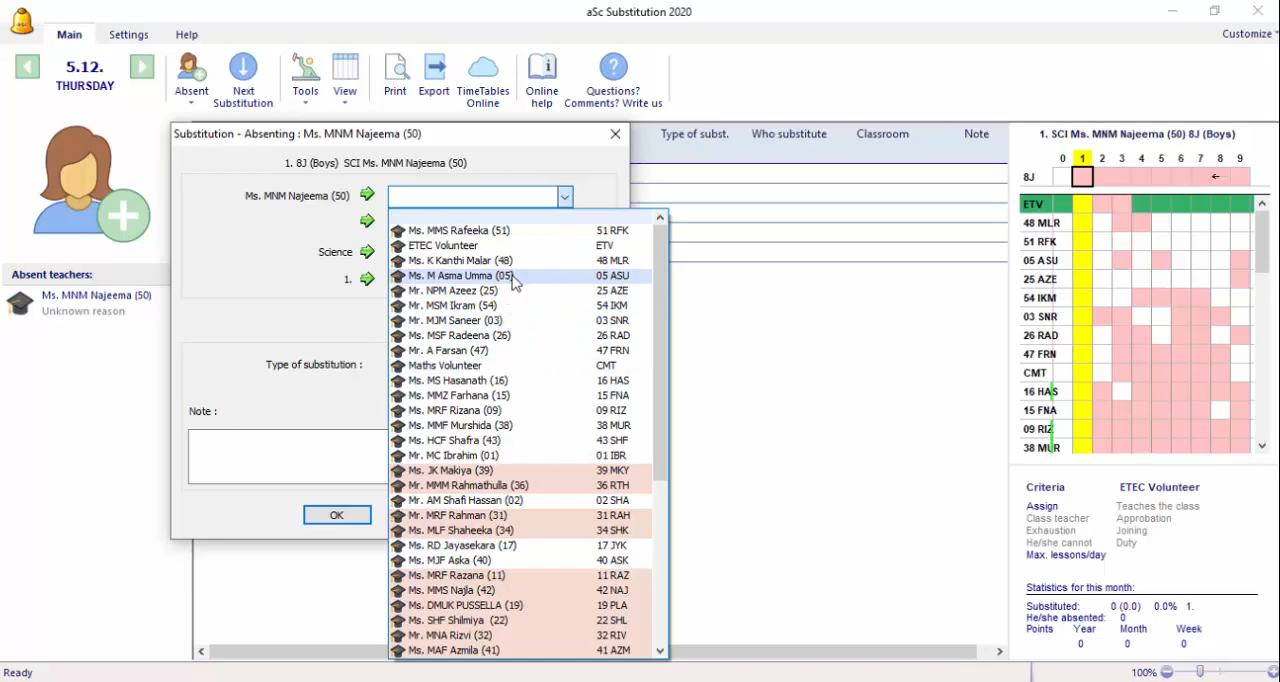 aSc Substitution 2020
Main Settings Help
Customize
5.12.
THURSDAY
Absent
Next
Substitution
Tools
View
Print
Export
TimeTables
Online
Online
help
Questions?
Comments? Write us
Absent teachers:
Ms. MNM Najeema (50)
Unknown reason
Substitution - Absenting : Ms. MNM Najeema (50)
1. 8J (Boys) SCI Ms. MNM Najeema (50)
Ms. MNM Najeema (50)
Science
1.
Type of substitution :
Note :
OK
Ms. MMS Rafeeka (51) 51 RFK
ETEC Volunteer ETV
Ms. K Kanthi Malar (48) 48 MLR
Ms. M Asma Umma (05) 05 ASU
Mr. NPM Azeez (25) 25 AZE
Mr. MSM Ikram (54) 54 IKM
Mr. MJM Saneer (03) 03 SNR
Ms. MSF Radeena (26) 26 RAD
Mr. A Farsan (47) 47 FRN
Maths Volunteer CMT
Ms. MS Hasanath (16) 16 HAS
Ms. MMZ Farhana (15) 15 FNA
Ms. MRF Rizana (09) 09 RIZ
Ms. MMF Murshida (38) 38 MUR
Ms. HCF Shafra (43) 43 SHF
Mr. MC Ibrahim (01) 01 IBR
Ms. JK Makiya (39) 39 MKY
Mr. MMM Rahmathulla (36) 36 RTH
Mr. AM Shafi Hassan (02) 02 SHA
Mr. MRF Rahman (31) 31 RAH
Ms. MLF Shaheeka (34) 34 SHK
Ms. RD Jayasekara (17) 17 JYK
Ms. MJF Aska (40) 40 ASK
Ms. MRF Razana (11) 11 RAZ
Ms. MMS Najla (42) 42 NAJ
Ms. DMUK PUSSELLA (19) 19 PLA
Ms. SHF Shilmiya (22) 22 SHL
Mr. MNA Rizvi (32) 32 RIV
Ms. MAF Azmila (41) 41 AZM
Type of subst. Who substitute Classroom Note
1. SCI Ms. MNM Najeema (50) 8J (Boys)
0 1 2 3 4 5 6 7 8 9
8J
ETV
48 MLR
51 RFK
05 ASU
25 AZE
54 IKM
03 SNR
26 RAD
47 FRN
CMT
16 HAS
15 FNA
09 RIZ
38 MUR
Criteria ETEC Volunteer
Assign Teaches the class
Class teacher Approbation
Exhaustion Joining
He/she cannot Duty
Max. lessons/day
Statistics for this month:
Substituted: 0 (0.0) 0.0% 1.
He/she absented: 0
Points Year Month Week
0 0 0
Ready
100%